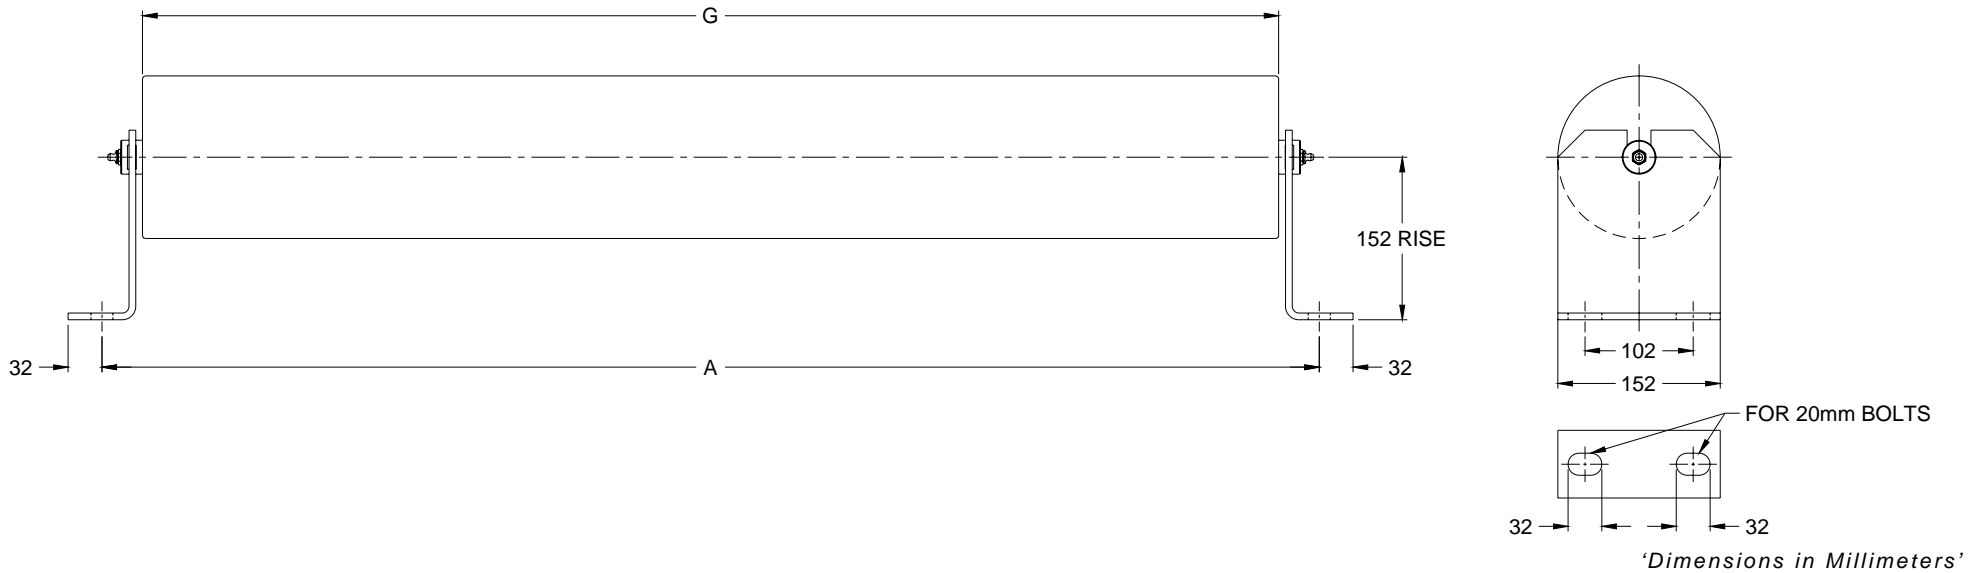 G
152 RISE
32
A
32
102
152
FOR 20mm BOLTS
32
32
‘Dimensions in Millimeters’